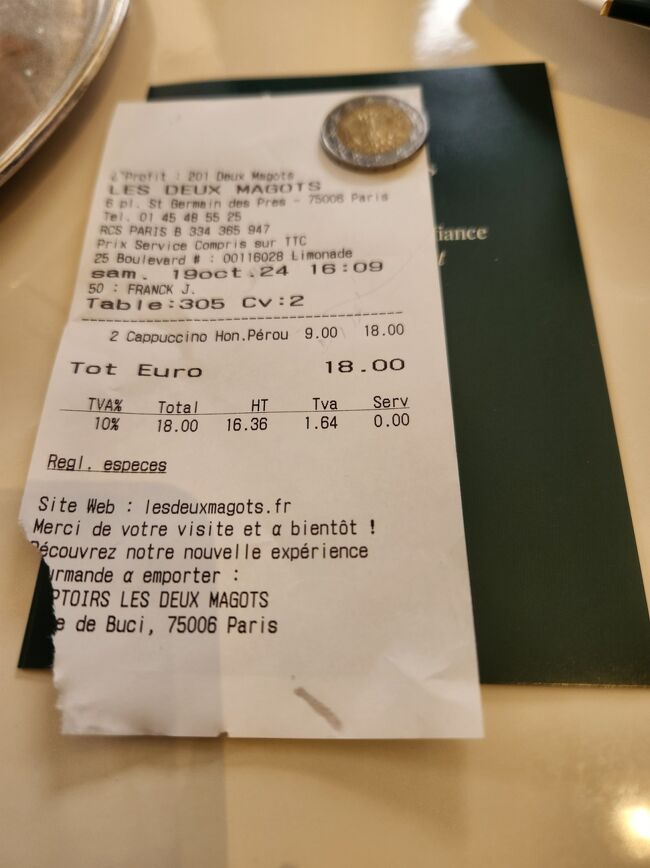 Profit : 201 Deux Magots
LES DEUX MAGOTS
6 pl. St Germain des Pres - 75006 Paris
Tel. 01 45 48 55 25
RCS PARIS B 334 365 947
Prix Service Compris sur TTC
25 Boulevard # : 00116028 Limonade
sam. 19oct.24 16:09
50 : FRANCK J.
Table:305 Cv:2
2 Cappuccino Hon.Pérou 9.00 18.00
Tot Euro 18.00
TVA% Total HT Tva Serv
10% 18.00 16.36 1.64 0.00
Regl. especes
Site Web : lesdeuxmagots.fr
Merci de votre visite et α bientôt !
Découvrez notre nouvelle expérience
urmande α emporter :
PTOIRS LES DEUX MAGOTS
e de Buci, 75006 Paris
fiance